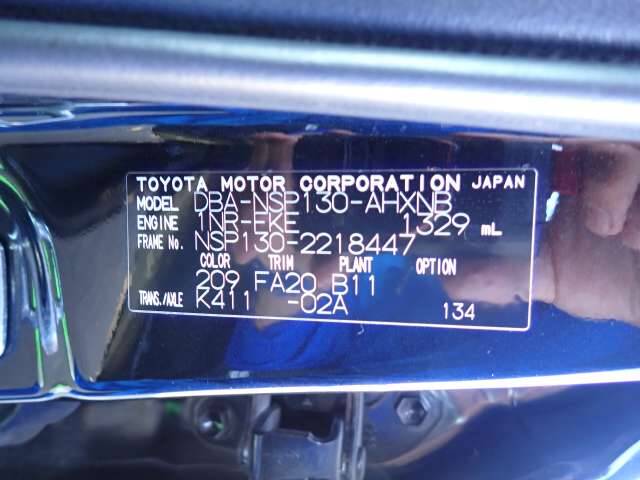 TOYOTA MOTOR CORPORATION JAPAN
MODEL DBA-NSP130-AHXNB
ENGINE 1NR-FKE 1329 mL
FRAME No. NSP130-2218447
COLOR TRIM PLANT OPTION
209 FA20 B11
TRANS./AXLE K411 -02A 134